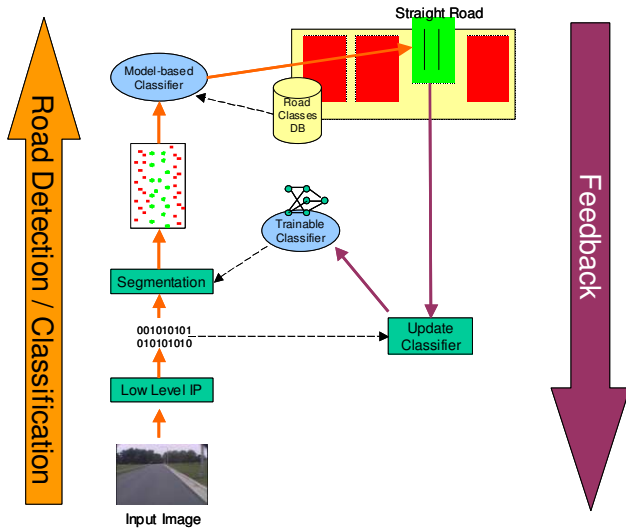 Straight Road
Model-based
Classifier
Road
Classes
DB
Road Detection / Classification
Feedback
Trainable
Classifier
Segmentation
001010101
010101010
Update
Classifier
Low Level IP
Input Image